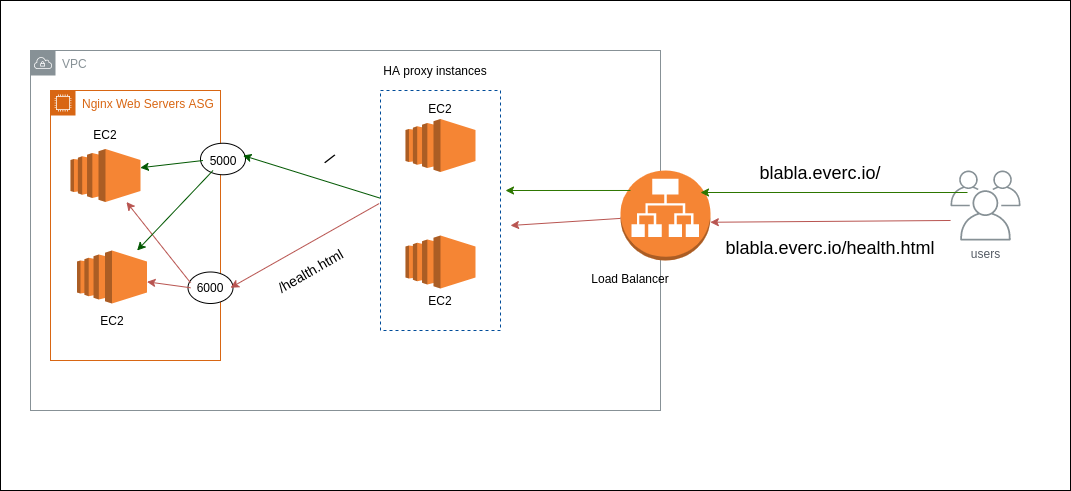 VPC
HA proxy instances
Nginx Web Servers ASG
EC2
EC2
5000
/
blabla.everc.io/
blabla.everc.io/health.html
users
/health.html
Load Balancer
6000
EC2
EC2